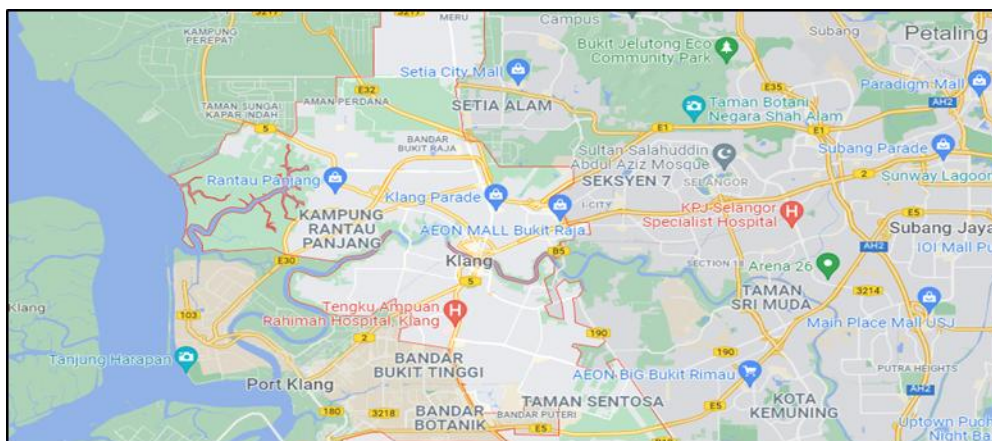 3217
3217
MERU
Campus
Subang
Petaling
KAMPUNG
PEREPAT
Bukit Jelutong Eco
Community Park
Setia City Mall
E35
Paradigm Mall
E32
TAMAN SUNGAI
KAPAR INDAH
AMAN PERDANA
SETIA ALAM
Taman Botani
Negara Shah Alam
AH2
5
E1
E1
BANDAR
BUKIT RAJA
Sultan Salahuddin
Abdul Aziz Mosque
Subang Parade
Rantau Panjang
SEKSYEN 7
SELANGOR
2
Sunway Lagoon
Klang Parade
I-CITY
KPJ Selangor
Specialist Hospital
KAMPUNG
RANTAU
PANJANG
AEON MALL Bukit Raja
E5
Subang Jaya
AH2
IOI Mall Pu
Klang
B5
E30
SECTION 18
Arena 26
5
TAMAN
SRI MUDA
3214
Klang
103
Tengku Ampuan
Rahimah Hospital, Klang
Main Place Mall USJ
190
2
190
Tanjung Harapan
BANDAR
BUKIT TINGGI
AEON BiG Bukit Rimau
PUTRA HEIGHTS
Port Klang
AH2
TAMAN SENTOSA
KOTA
KEMUNING
180
3218
BANDAR
BOTANIK
BANDAR PUTERI
E5
E5
Uptown Puch
Night Ba